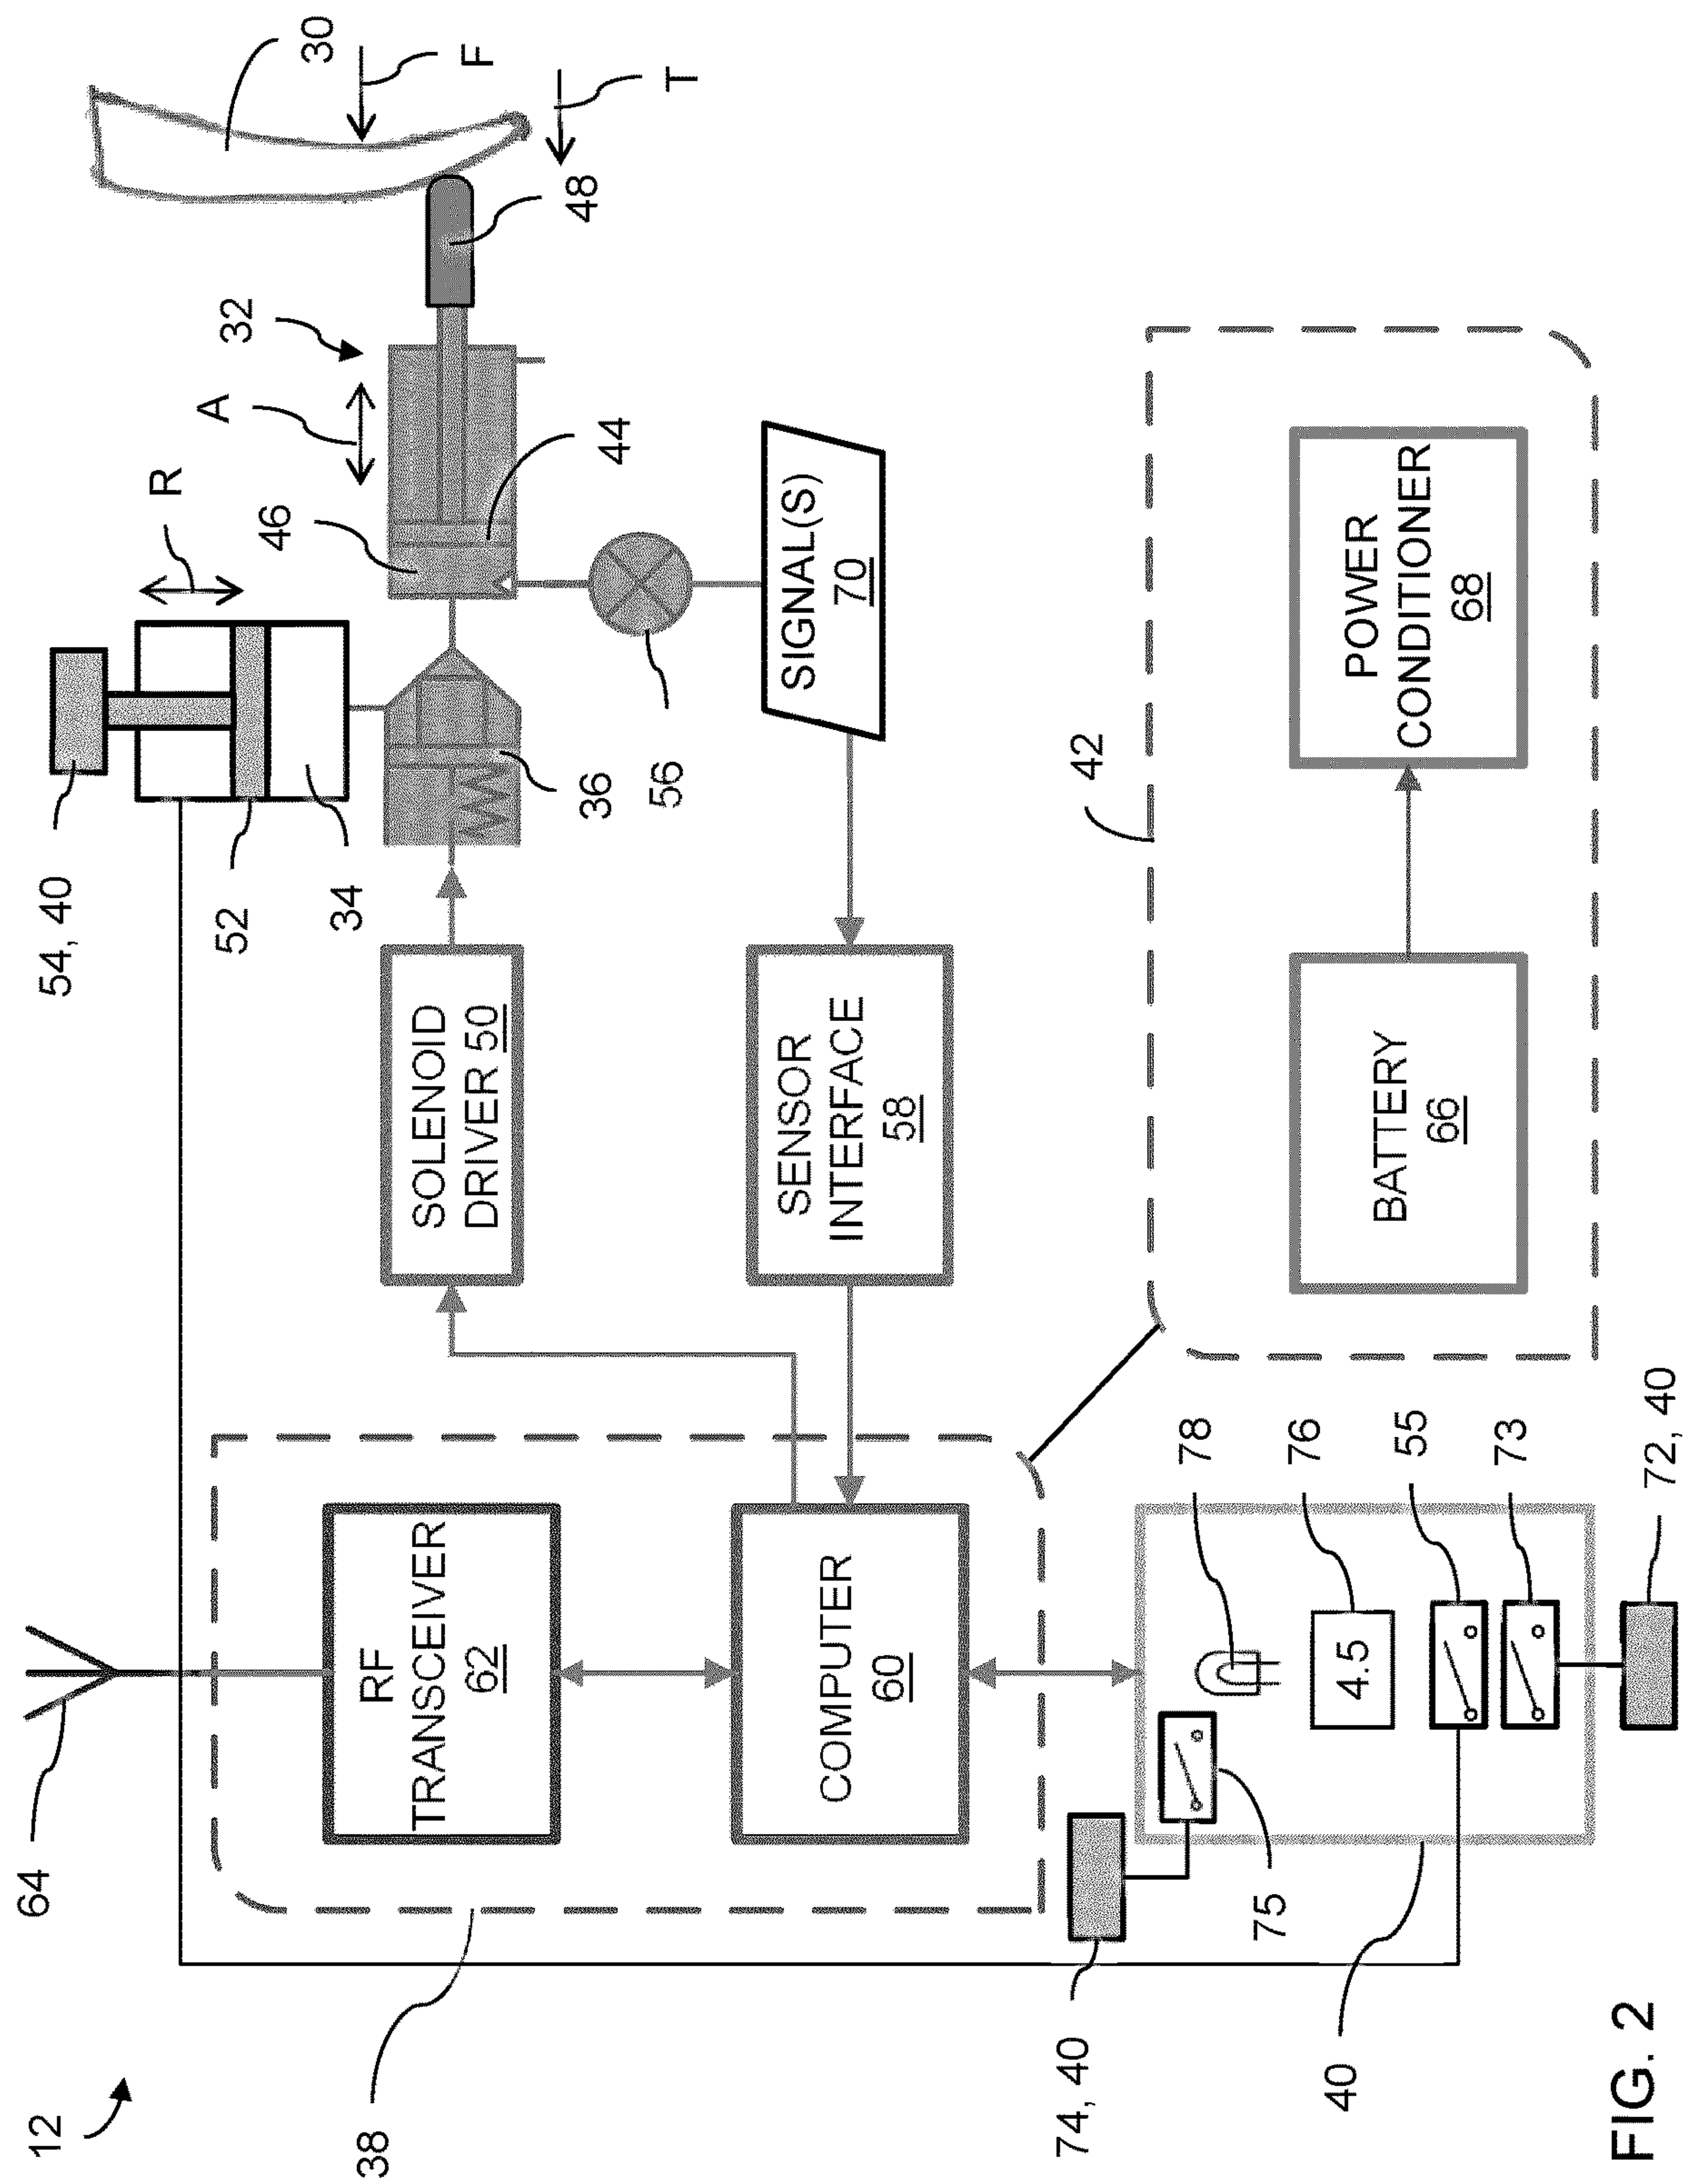 12
64
54, 40
R
A
32
30
F
T
46
52
34
36
44
48
56
SOLENOID
DRIVER 50
RF
TRANSCEIVER
62
38
SENSOR
INTERFACE
58
SIGNAL(S)
70
COMPUTER
60
42
74, 40
75
78
4.5
76
55
73
72, 40
40
BATTERY
66
POWER
CONDITIONER
68
FIG. 2